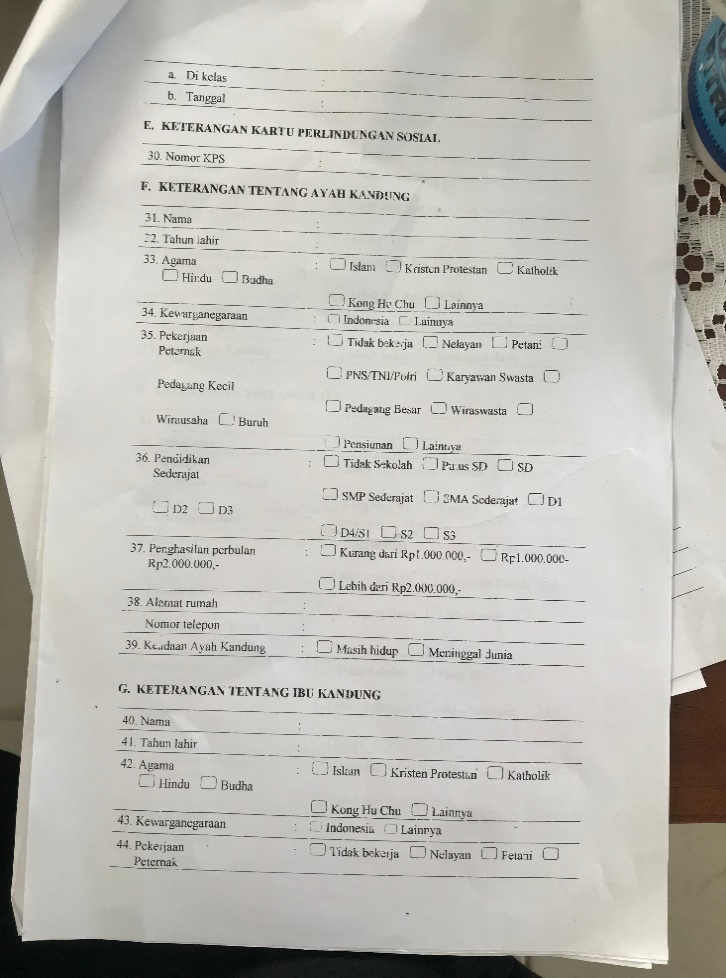 a. Di kelas :
b. Tanggal :
E. KETERANGAN KARTU PERLINDUNGAN SOSIAL
30. Nomor KPS :
F. KETERANGAN TENTANG AYAH KANDUNG
31. Nama :
32. Tahun lahir :
33. Agama : Islam Kristen Protestan Katholik
Hindu Budha
Kong Hu Chu Lainnya
34. Kewarganegaraan : Indonesia Lainnya
35. Pekerjaan : Tidak bekerja Nelayan Petani
Peternak
PNS/TNI/Polri Karyawan Swasta
Pedagang Kecil
Pedagang Besar Wiraswasta
Wirausaha Buruh
Pensiunan Lainnya
36. Pendidikan : Tidak Sekolah Putus SD SD
Sederajat
SMP Sederajat SMA Sederajat D1
D2 D3
D4/S1 S2 S3
37. Penghasilan perbulan : Kurang dari Rp1.000.000,- Rp1.000.000-
Rp2.000.000,-
Lebih dari Rp2.000.000,-
38. Alamat rumah :
Nomor telepon :
39. Keadaan Ayah Kandung : Masih hidup Meninggal dunia
G. KETERANGAN TENTANG IBU KANDUNG
40. Nama :
41. Tahun lahir :
42. Agama : Islam Kristen Protestan Katholik
Hindu Budha
Kong Hu Chu Lainnya
43. Kewarganegaraan : Indonesia Lainnya
44. Pekerjaan : Tidak bekerja Nelayan Petani
Peternak